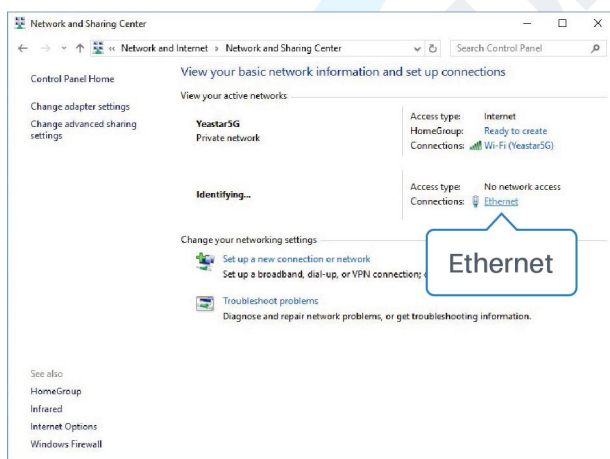 Network and Sharing Center
« Network and Internet > Network and Sharing Center
Search Control Panel
Control Panel Home
Change adapter settings
Change advanced sharing
settings
View your basic network information and set up connections
View your active networks
Yeastar5G
Private network
Access type: Internet
HomeGroup: Ready to create
Connections: Wi-Fi (Yeastar5G)
Identifying...
Access type: No network access
Connections: Ethernet
Ethernet
Change your networking settings
Set up a new connection or network
Set up a broadband, dial-up, or VPN connection;
Troubleshoot problems
Diagnose and repair network problems, or get troubleshooting information.
See also
HomeGroup
Infrared
Internet Options
Windows Firewall